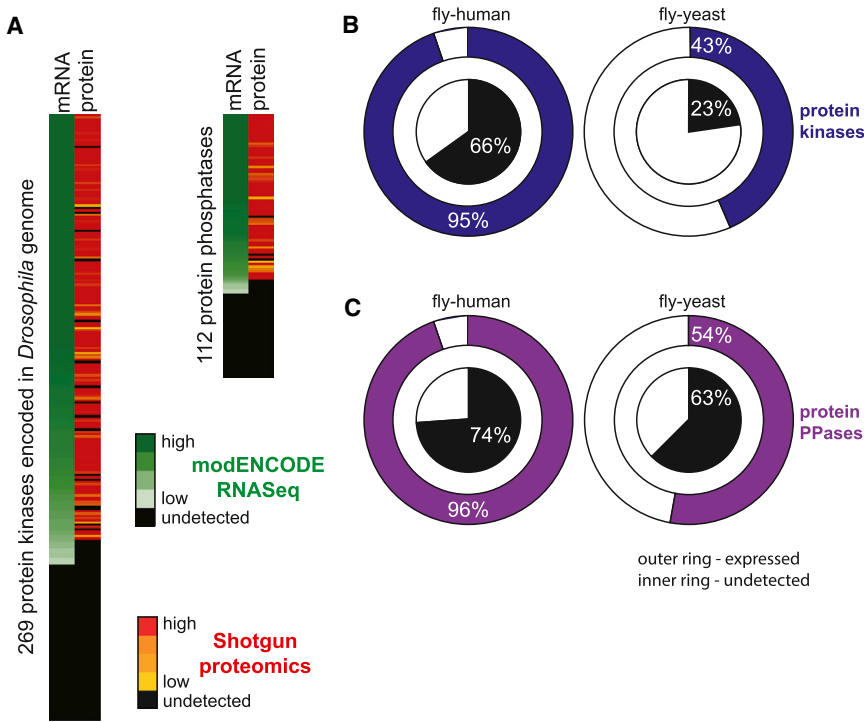 A
mRNA
protein
269 protein kinases encoded in Drosophila genome
mRNA
protein
112 protein phosphatases
high
low
undetected
modENCODE
RNASeq
high
low
undetected
Shotgun
proteomics
B
fly-human
66%
95%
fly-yeast
43%
23%
protein
kinases
C
fly-human
74%
96%
fly-yeast
54%
63%
protein
PPases
outer ring - expressed
inner ring - undetected